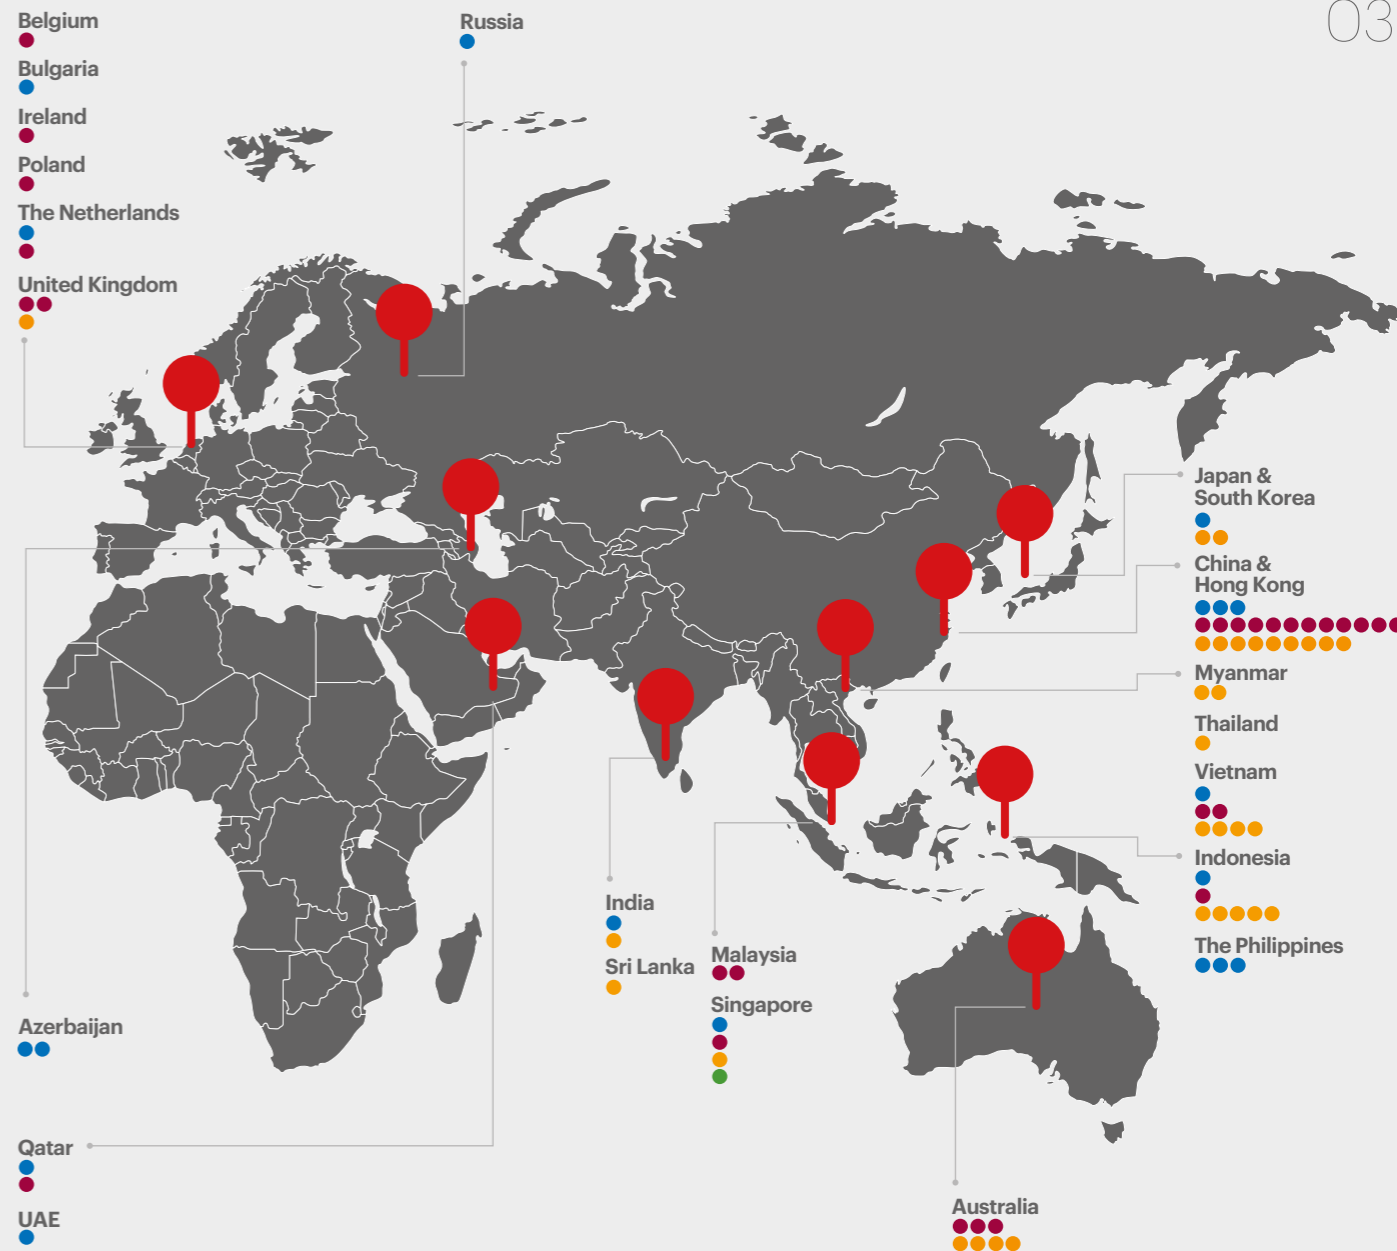 03
Belgium
Bulgaria
Ireland
Poland
The Netherlands
United Kingdom
Russia
Japan &
South Korea
China &
Hong Kong
Myanmar
Thailand
Vietnam
Indonesia
The Philippines
India
Sri Lanka
Malaysia
Singapore
Azerbaijan
Qatar
UAE
Australia